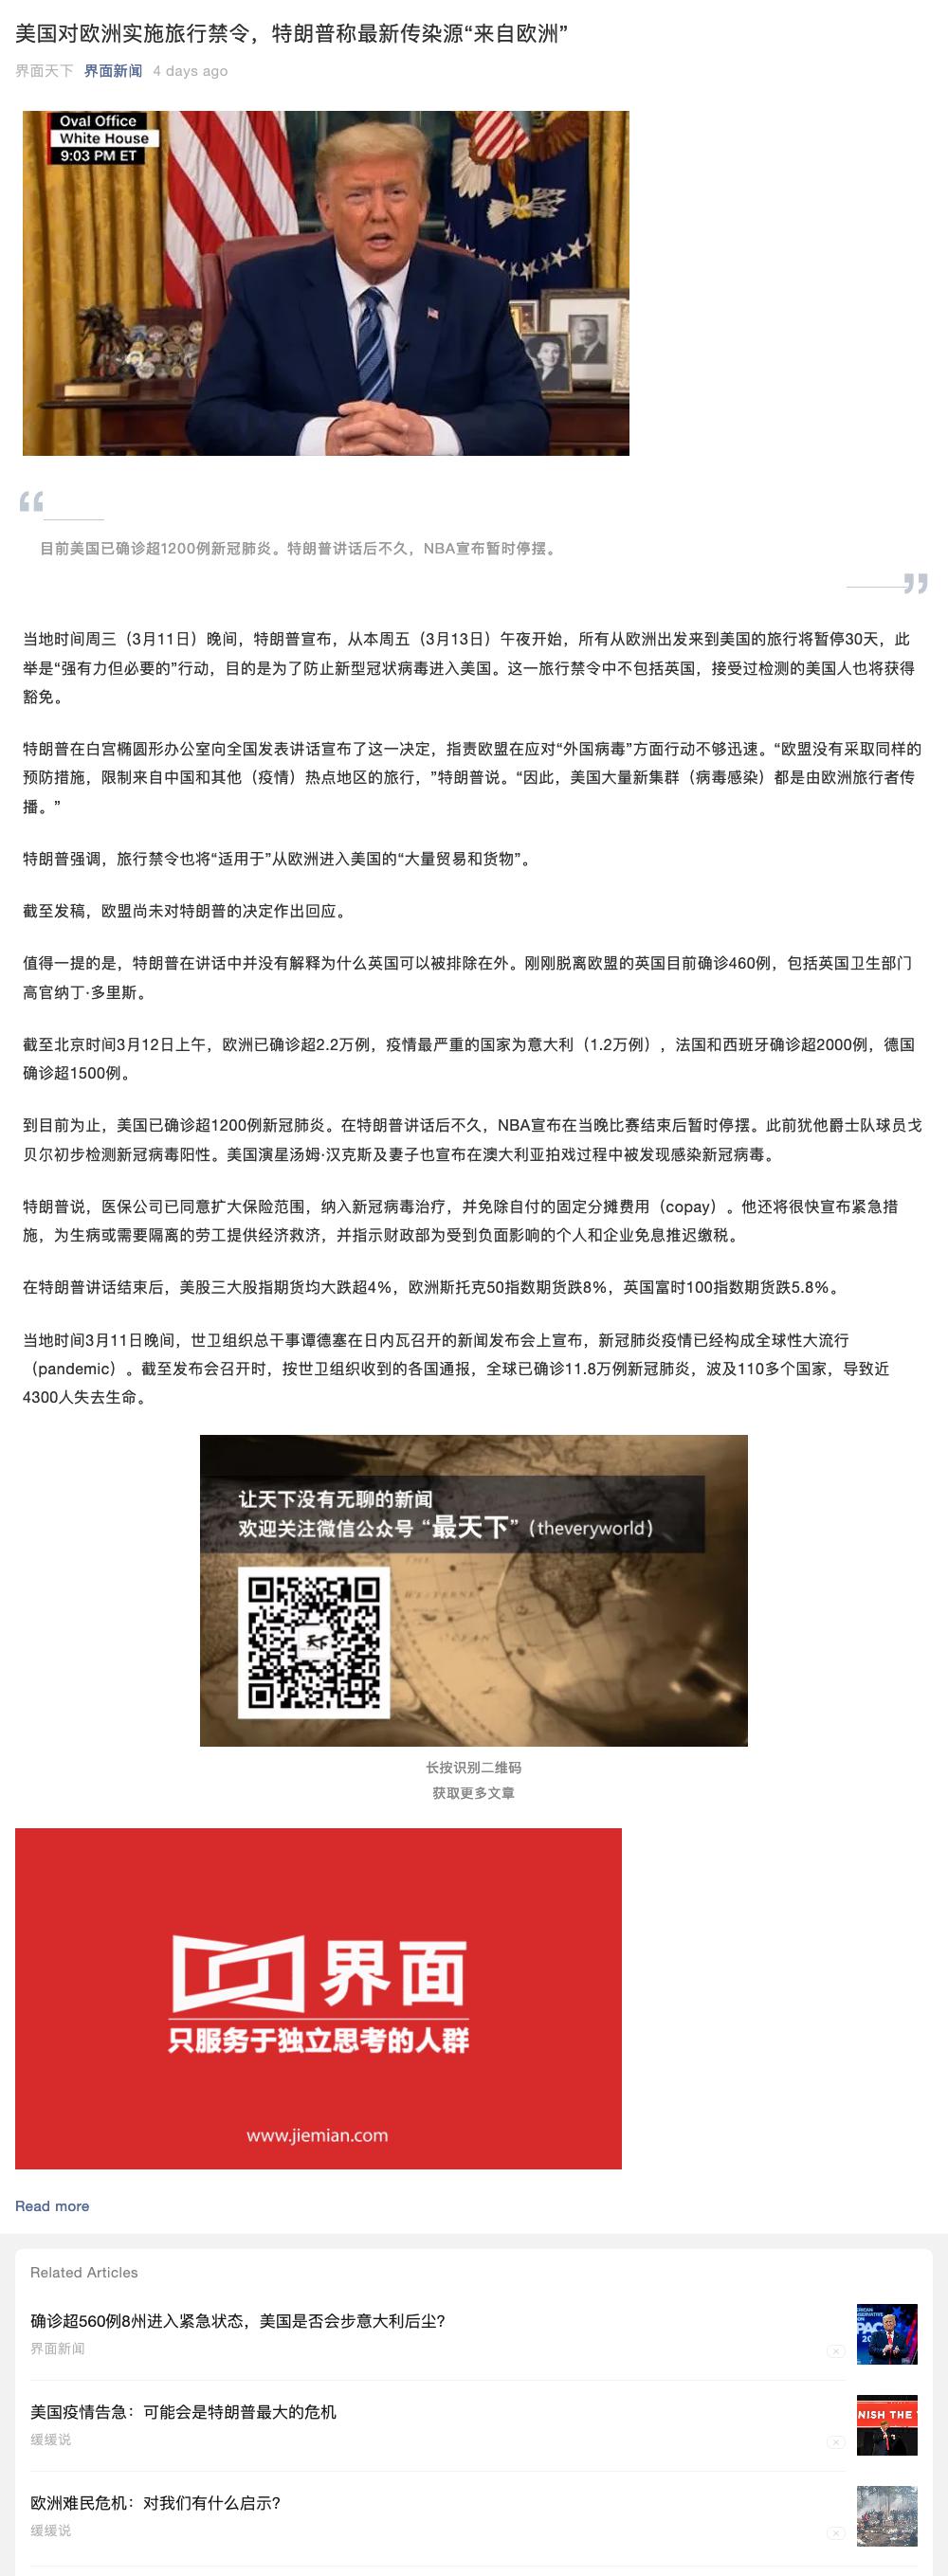 美国对欧洲实施旅行禁令，特朗普称最新传染源“来自欧洲”
界面天下 界面新闻 4 days ago
Oval Office
White House
9:03 PM ET
“
目前美国已确诊超1200例新冠肺炎。特朗普讲话后不久，NBA宣布暂时停摆。
”
当地时间周三（3月11日）晚间，特朗普宣布，从本周五（3月13日）午夜开始，所有从欧洲出发来到美国的旅行将暂停30天，此
举是“强有力但必要的”行动，目的是为了防止新型冠状病毒进入美国。这一旅行禁令中不包括英国，接受过检测的美国人也将获得
豁免。
特朗普在白宫椭圆形办公室向全国发表讲话宣布了这一决定，指责欧盟在应对“外国病毒”方面行动不够迅速。“欧盟没有采取同样的
预防措施，限制来自中国和其他（疫情）热点地区的旅行，”特朗普说。“因此，美国大量新集群（病毒感染）都是由欧洲旅行者传
播。”
特朗普强调，旅行禁令也将“适用于”从欧洲进入美国的“大量贸易和货物”。
截至发稿，欧盟尚未对特朗普的决定作出回应。
值得一提的是，特朗普在讲话中并没有解释为什么英国可以被排除在外。刚刚脱离欧盟的英国目前确诊460例，包括英国卫生部门
高官纳丁·多里斯。
截至北京时间3月12日上午，欧洲已确诊超2.2万例，疫情最严重的国家为意大利（1.2万例），法国和西班牙确诊超2000例，德国
确诊超1500例。
到目前为止，美国已确诊超1200例新冠肺炎。在特朗普讲话后不久，NBA宣布在当晚比赛结束后暂时停摆。此前犹他爵士队球员戈
贝尔初步检测新冠病毒阳性。美国演星汤姆·汉克斯及妻子也宣布在澳大利亚拍戏过程中被发现感染新冠病毒。
特朗普说，医保公司已同意扩大保险范围，纳入新冠病毒治疗，并免除自付的固定分摊费用（copay）。他还将很快宣布紧急措
施，为生病或需要隔离的劳工提供经济救济，并指示财政部为受到负面影响的个人和企业免息推迟缴税。
在特朗普讲话结束后，美股三大股指期货均大跌超4%，欧洲斯托克50指数期货跌8%，英国富时100指数期货跌5.8%。
当地时间3月11日晚间，世卫组织总干事谭德塞在日内瓦召开的新闻发布会上宣布，新冠肺炎疫情已经构成全球性大流行
（pandemic）。截至发布会召开时，按世卫组织收到的各国通报，全球已确诊11.8万例新冠肺炎，波及110多个国家，导致近
4300人失去生命。
让天下没有无聊的新闻
欢迎关注微信公众号“最天下”（theveryworld）
长按识别二维码
获取更多文章
界面
只服务于独立思考的人群
www.jiemian.com
Read more
Related Articles
确诊超560例8州进入紧急状态，美国是否会步意大利后尘？
界面新闻
美国疫情告急：可能会是特朗普最大的危机
缓缓说
NISH THE
欧洲难民危机：对我们有什么启示？
缓缓说